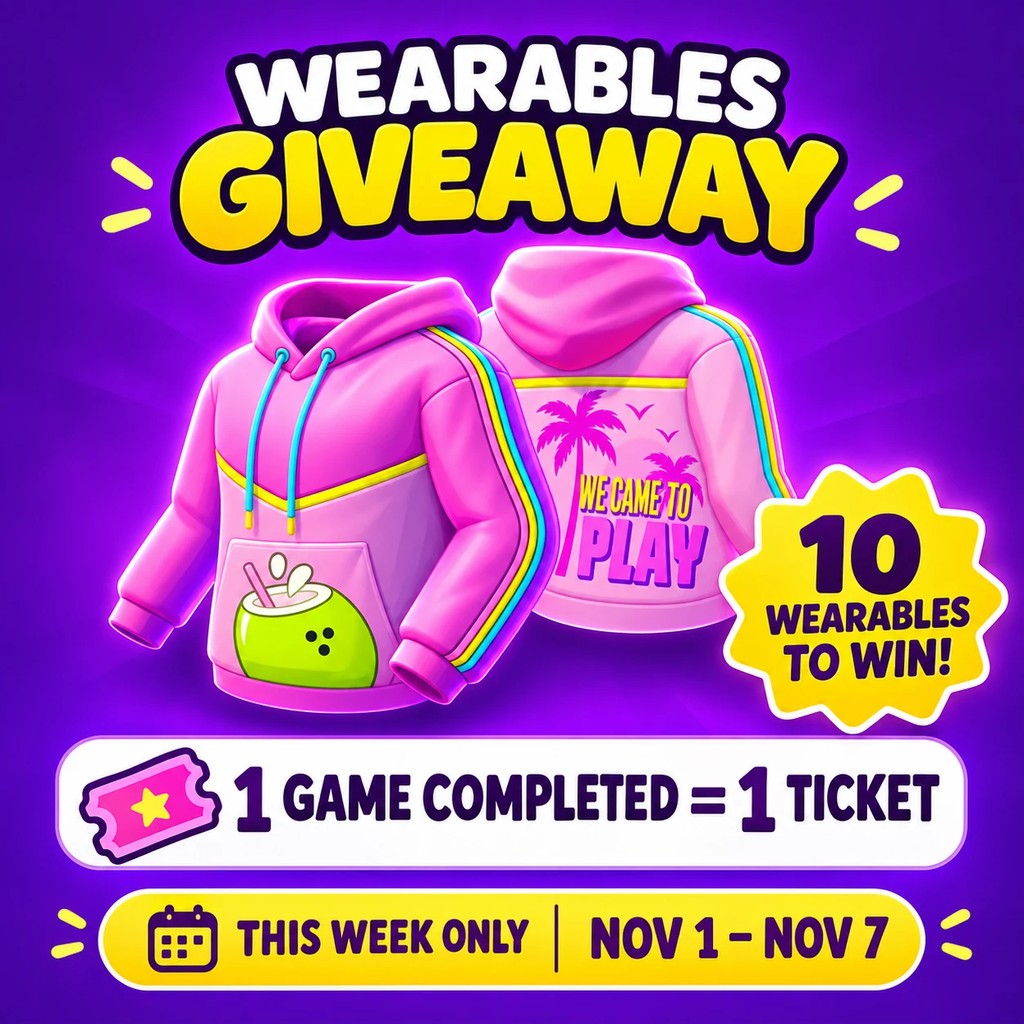 WEARABLES
GIVEAWAY
WE CAME TO
PLAY
10
WEARABLES
TO WIN!
1 GAME COMPLETED = 1 TICKET
THIS WEEK ONLY | NOV 1 – NOV 7